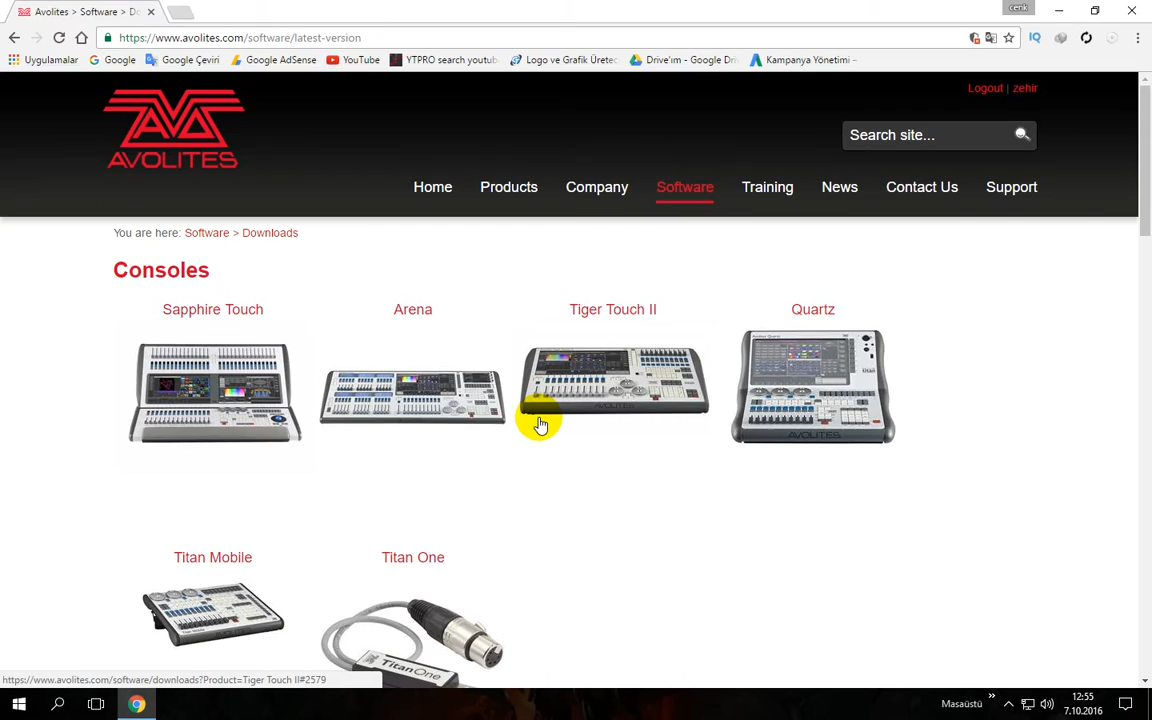 Avolites > Software > Do
cenk
https://www.avolites.com/software/latest-version
Uygulamalar
Google
Google Çeviri
Google AdSense
YouTube
YTPRO search youtub
Logo ve Grafik Üretec
Drive'ım - Google Dri
Kampanya Yönetimi –
Logout | zehir
AVOLITES
Search site...
Home
Products
Company
Software
Training
News
Contact Us
Support
You are here: Software > Downloads
Consoles
Sapphire Touch
Arena
Tiger Touch II
Quartz
AVOLITES
AVOLITES
Titan Mobile
Titan One
TitanOne
https://www.avolites.com/software/downloads?Product=Tiger Touch II#2579
Masaüstü
12:55
7.10.2016